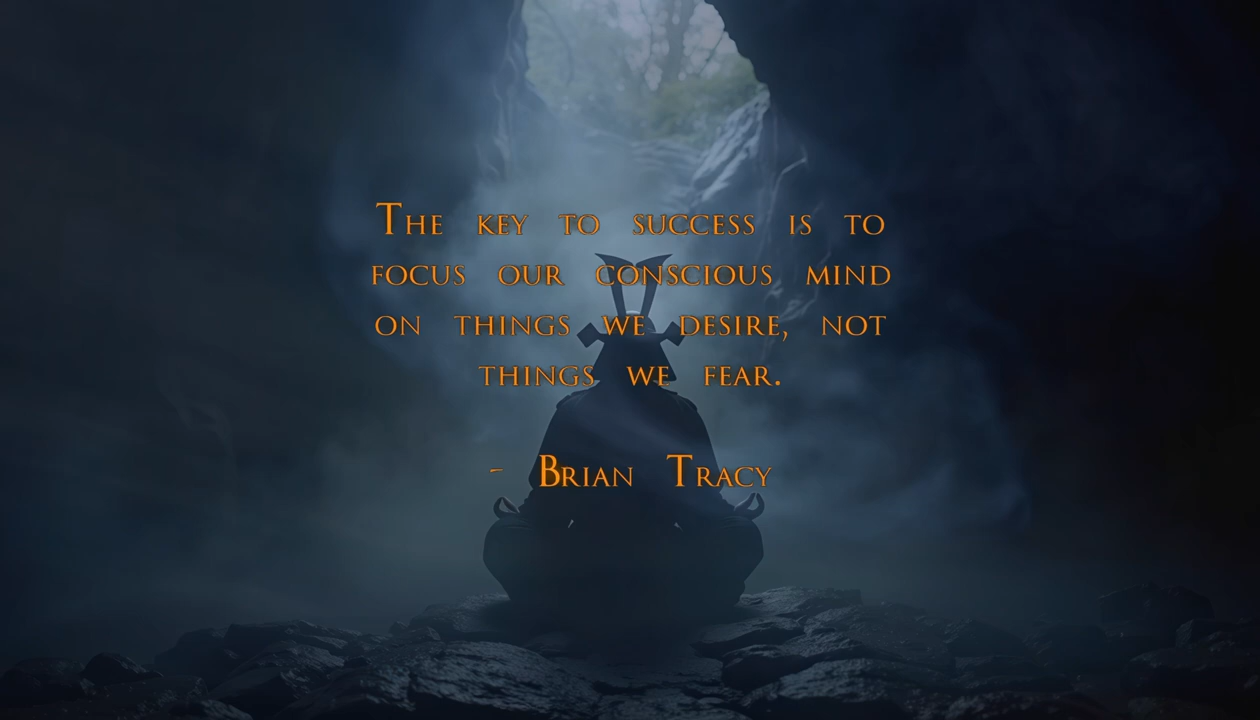 The key to success is to
focus our conscious mind
on things we desire, not
things we fear.
- Brian Tracy